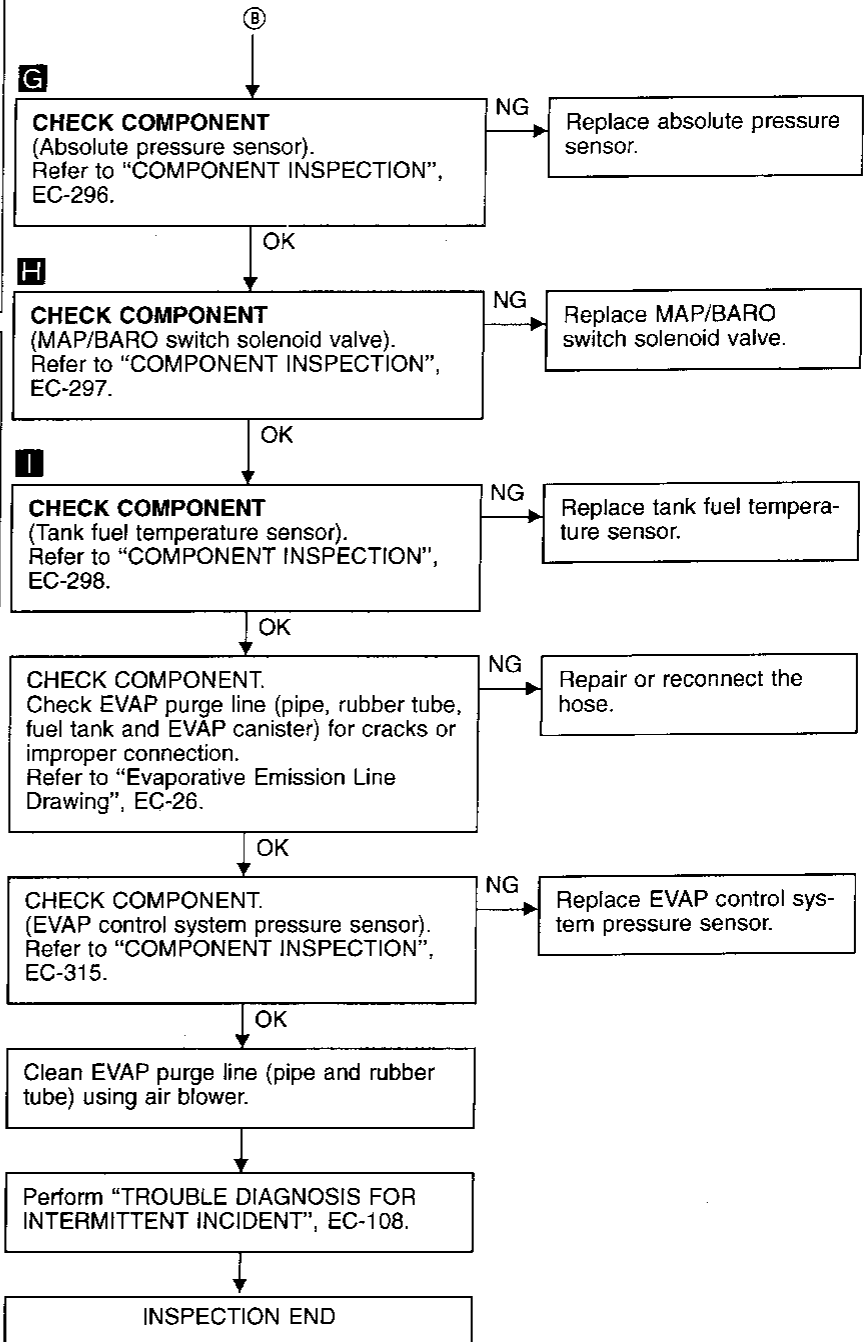 B
G
CHECK COMPONENT
(Absolute pressure sensor).
Refer to “COMPONENT INSPECTION”,
EC-296.
NG
Replace absolute pressure
sensor.
OK
H
CHECK COMPONENT
(MAP/BARO switch solenoid valve).
Refer to “COMPONENT INSPECTION”,
EC-297.
NG
Replace MAP/BARO
switch solenoid valve.
OK
I
CHECK COMPONENT
(Tank fuel temperature sensor).
Refer to “COMPONENT INSPECTION”,
EC-298.
NG
Replace tank fuel tempera-
ture sensor.
OK
CHECK COMPONENT.
Check EVAP purge line (pipe, rubber tube,
fuel tank and EVAP canister) for cracks or
improper connection.
Refer to “Evaporative Emission Line
Drawing”, EC-26.
NG
Repair or reconnect the
hose.
OK
CHECK COMPONENT.
(EVAP control system pressure sensor).
Refer to “COMPONENT INSPECTION”,
EC-315.
NG
Replace EVAP control sys-
tem pressure sensor.
OK
Clean EVAP purge line (pipe and rubber
tube) using air blower.
Perform “TROUBLE DIAGNOSIS FOR
INTERMITTENT INCIDENT”, EC-108.
INSPECTION END